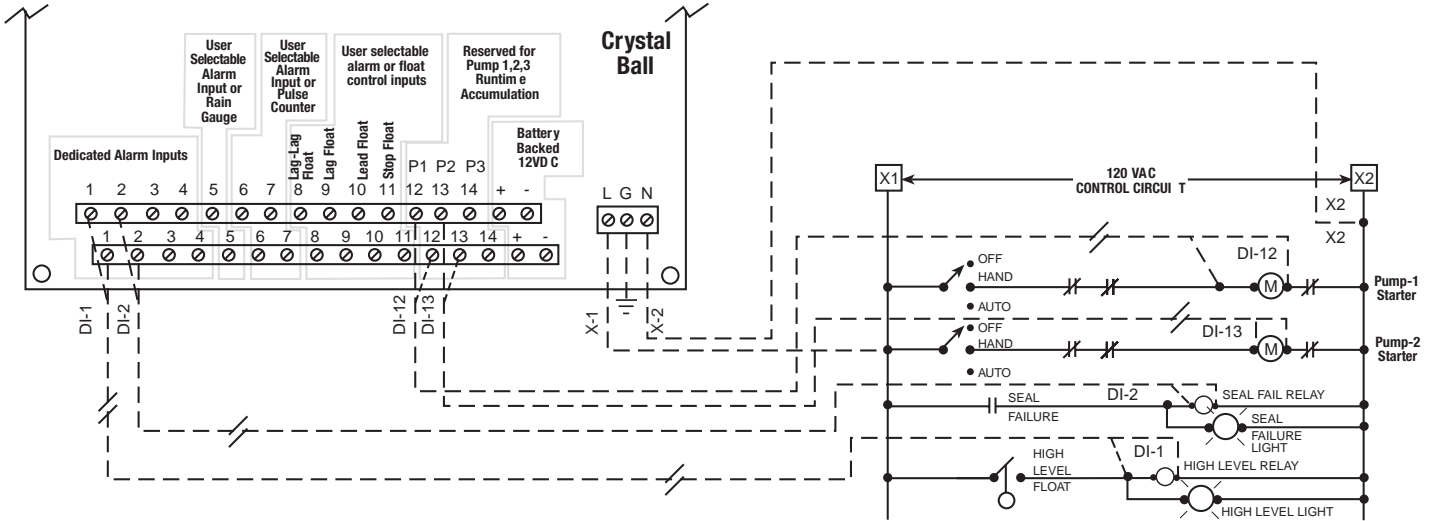 Crystal
Ball
User
Selectable
Alarm
Input or
Rain
Gauge
User
Selectable
Alarm
Input or
Pulse
Counter
User selectable
alarm or float
control inputs
Reserved for
Pump 1,2,3
Runtim e
Accumulation
Battery
Backed
12VD C
Dedicated Alarm Inputs
Lag-Lag
Float
Lag Float
Lead Float
Stop Float
P1 P2 P3
1 2 3 4 5 6 7 8 9 10 11 12 13 14 + -
1 2 3 4 5 6 7 8 9 10 11 12 13 14 + -
L G N
DI-1
DI-2
DI-12
DI-13
X-1
X-2
X1
120 VAC
CONTROL CIRCUI T
X2
X2
X2
DI-12
OFF
HAND
AUTO
M
Pump-1
Starter
DI-13
OFF
HAND
AUTO
M
Pump-2
Starter
DI-2
SEAL
FAILURE
SEAL FAIL RELAY
SEAL
FAILURE
LIGHT
DI-1
HIGH
LEVEL
FLOAT
HIGH LEVEL RELAY
HIGH LEVEL LIGHT